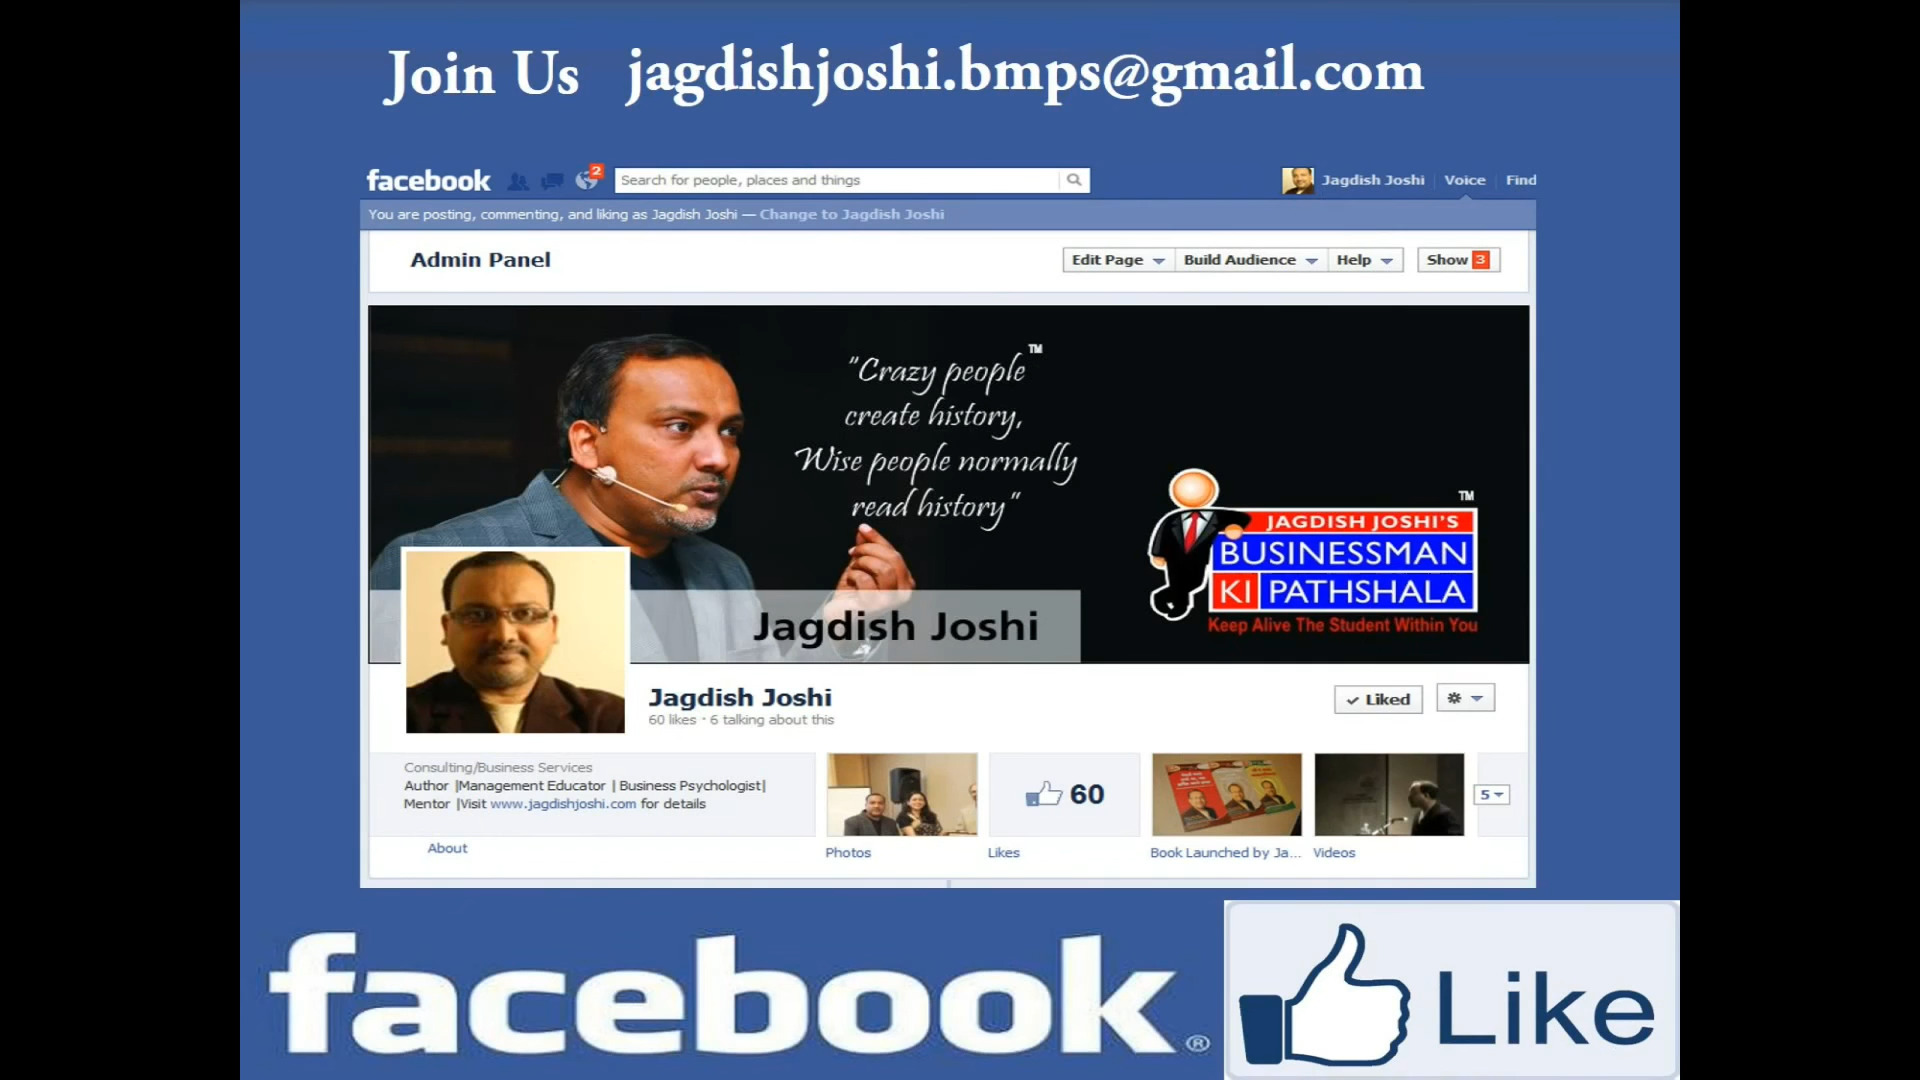 Join Us jagdishjoshi.bmps@gmail.com
facebook 2 Search for people, places and things Jagdish Joshi Voice Find
You are posting, commenting, and liking as Jagdish Joshi — Change to Jagdish Joshi
Admin Panel Edit Page Build Audience Help Show 3
"Crazy people™
create history,
Wise people normally
read history"
TM
JAGDISH JOSHI'S
BUSINESSMAN
KI PATHSHALA
Keep Alive The Student Within You
Jagdish Joshi
Jagdish Joshi
60 likes · 6 talking about this
Liked
Consulting/Business Services
Author |Management Educator | Business Psychologist|
Mentor |Visit www.jagdishjoshi.com for details
About
60
5
Photos Likes Book Launched by Ja... Videos
facebook® Like